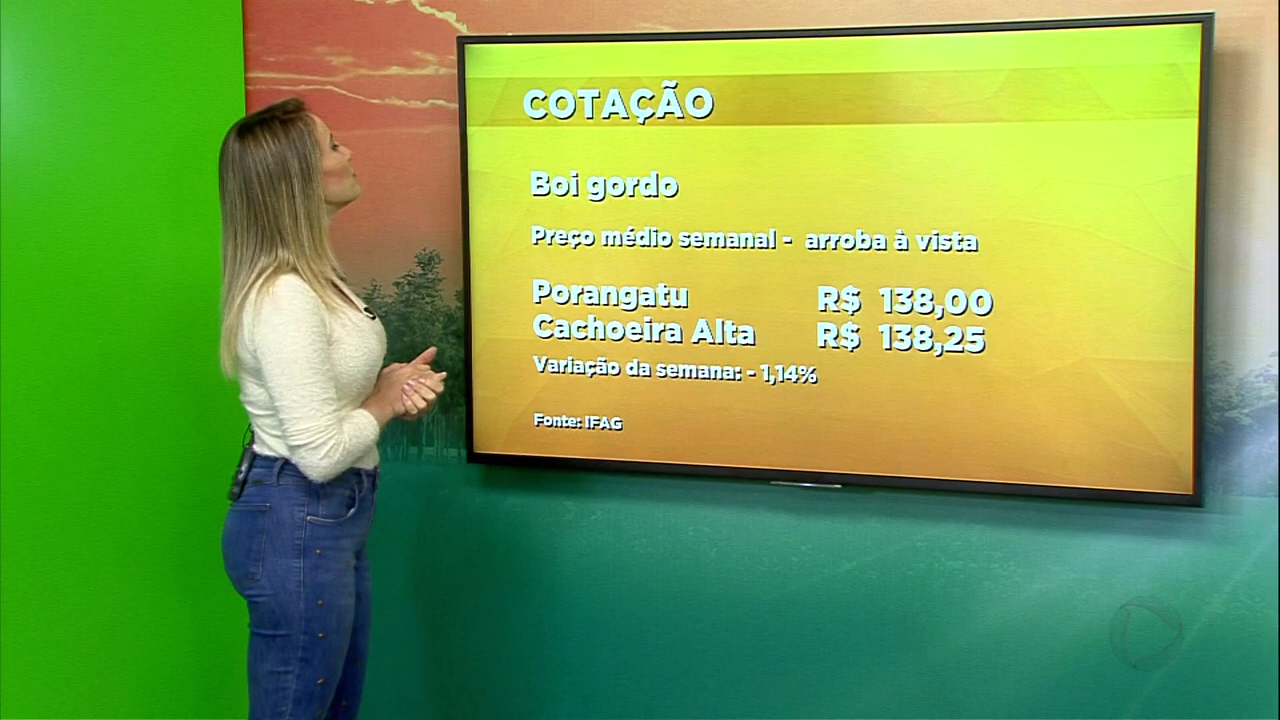 COTAÇÃO
Boi gordo
Preço médio semanal - arroba à vista
Porangatu R$ 138,00
Cachoeira Alta R$ 138,25
Variação da semana: - 1,14%
Fonte: IFAG